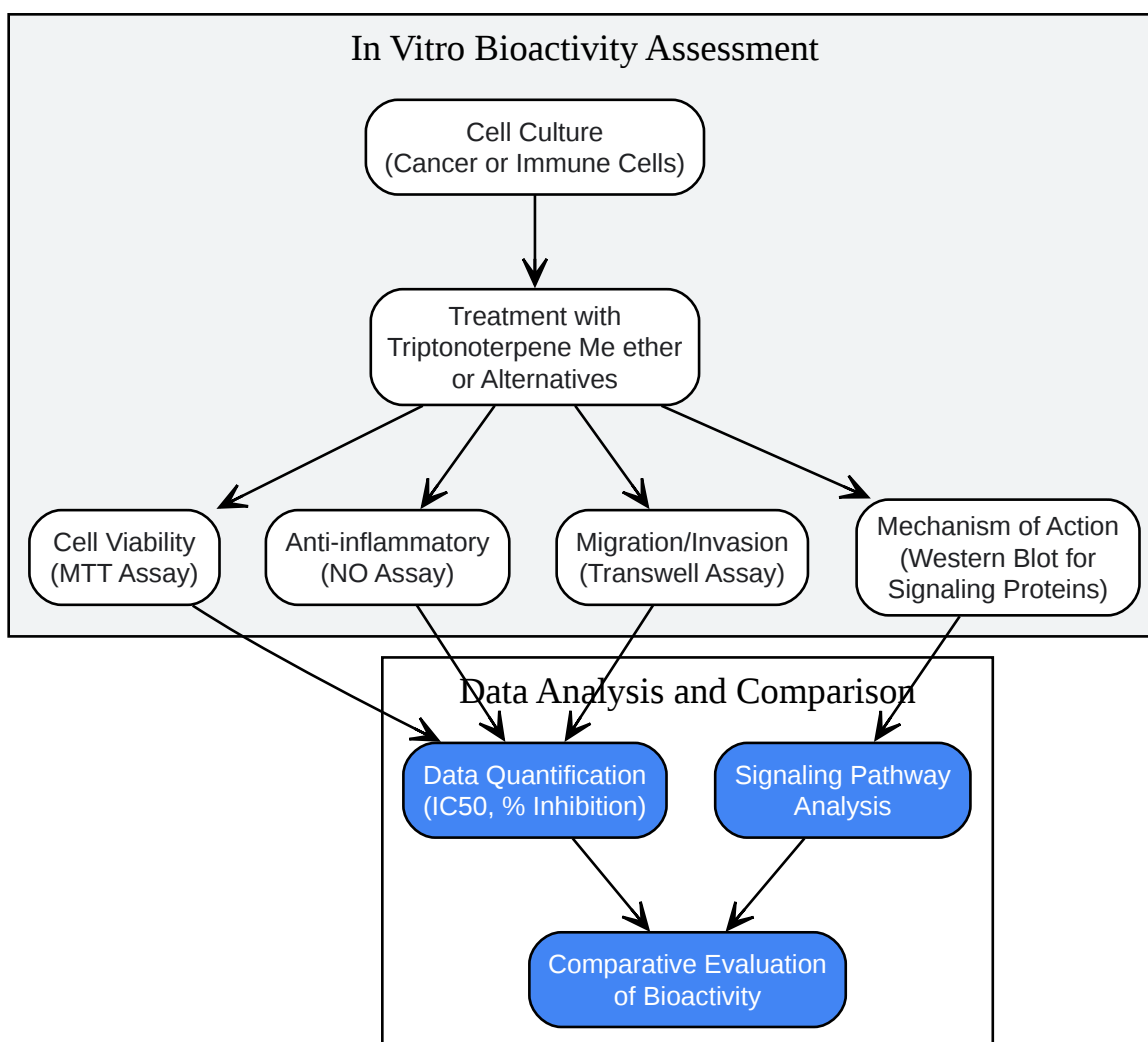 In Vitro Bioactivity Assessment
Cell Culture
(Cancer or Immune Cells)
Treatment with
Triptonoterpene Me ether
or Alternatives
Cell Viability
(MTT Assay)
Anti-inflammatory
(NO Assay)
Migration/Invasion
(Transwell Assay)
Mechanism of Action
(Western Blot for
Signaling Proteins)
Data Analysis and Comparison
Data Quantification
(IC50, % Inhibition)
Signaling Pathway
Analysis
Comparative Evaluation
of Bioactivity